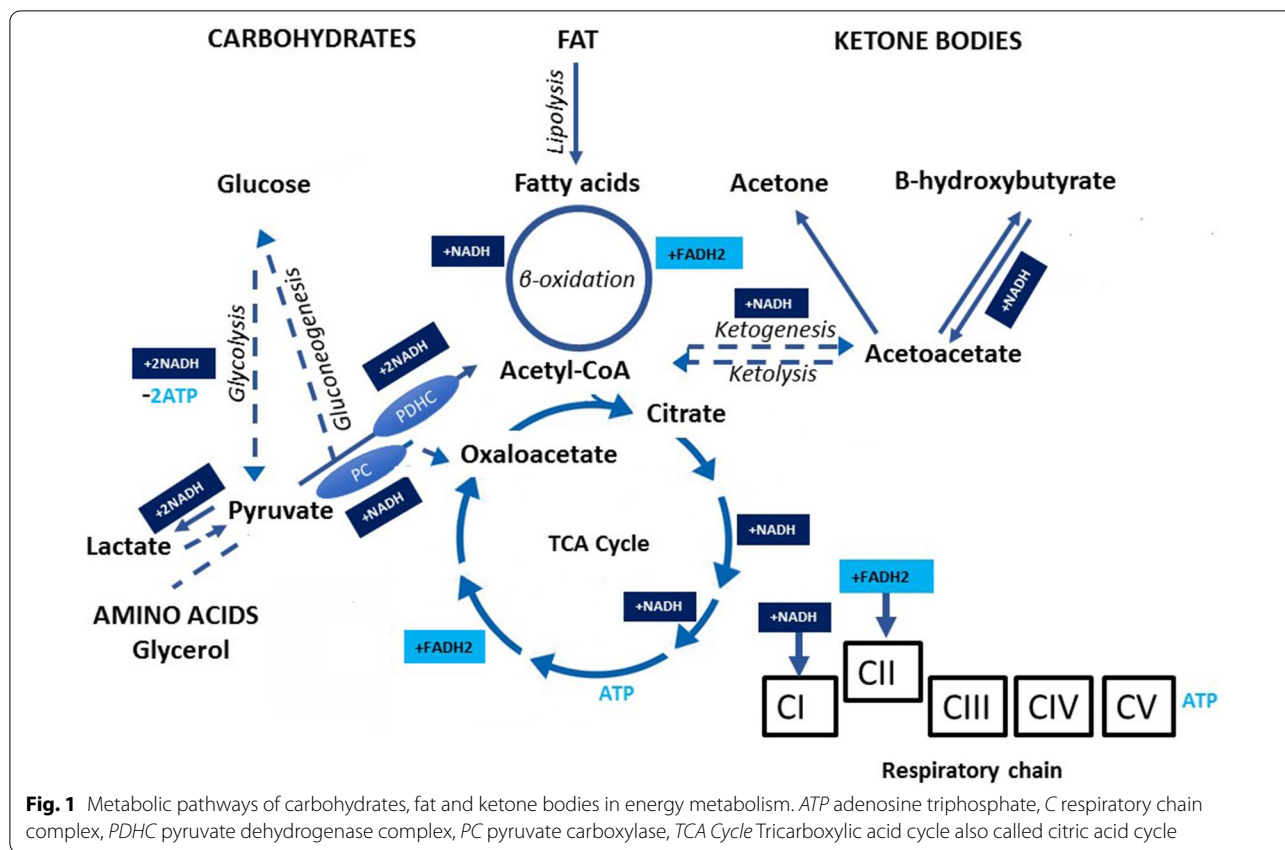 CARBOHYDRATES
FAT
KETONE BODIES
Lipolysis
Glucose
Fatty acids
Acetone
B-hydroxybutyrate
+NADH
β-oxidation
+FADH2
+NADH
+NADH
Glycolysis
Gluconeogenesis
Ketogenesis
Ketolysis
Acetoacetate
+2NADH
-2ATP
+2NADH
PDHC
Acetyl-CoA
Citrate
PC
Oxaloacetate
+NADH
+2NADH
Pyruvate
Lactate
TCA Cycle
+NADH
AMINO ACIDS
Glycerol
+NADH
+FADH2
ATP
+FADH2
+NADH
CI
CII
CIII
CIV
CV
ATP
Respiratory chain
Fig. 1 Metabolic pathways of carbohydrates, fat and ketone bodies in energy metabolism. ATP adenosine triphosphate, C respiratory chain
complex, PDHC pyruvate dehydrogenase complex, PC pyruvate carboxylase, TCA Cycle Tricarboxylic acid cycle also called citric acid cycle